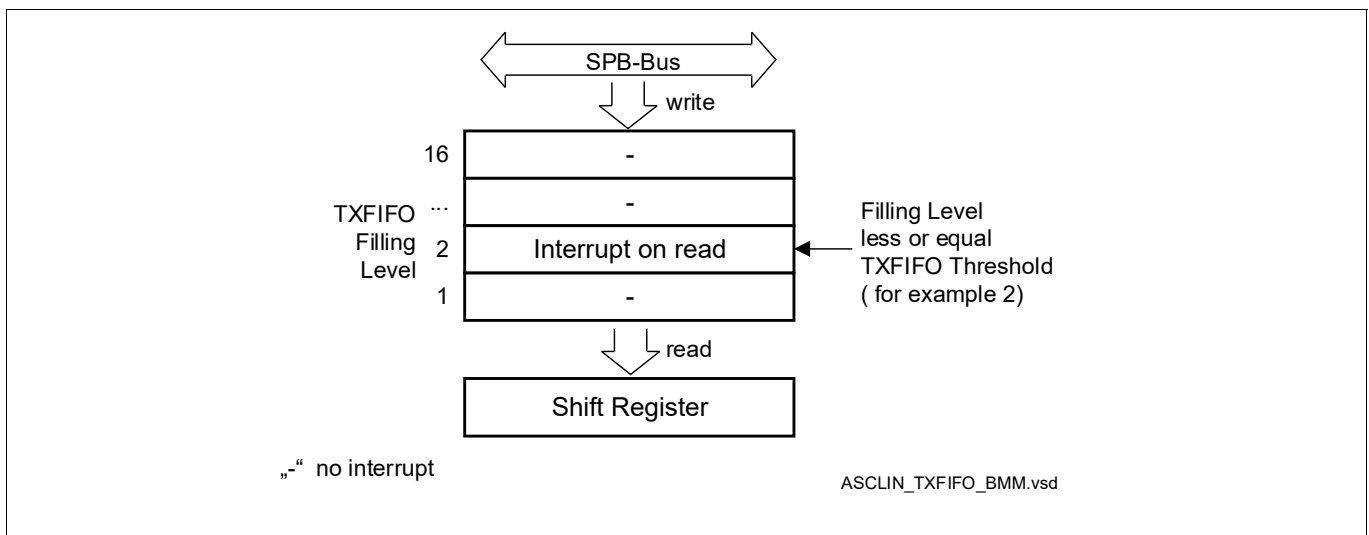 SPB-Bus
write
16
-
TXFIFO
Filling
Level
...
-
2
Interrupt on read
1
-
Filling Level
less or equal
TXFIFO Threshold
( for example 2)
read
Shift Register
„-“ no interrupt
ASCLIN_TXFIFO_BMM.vsd